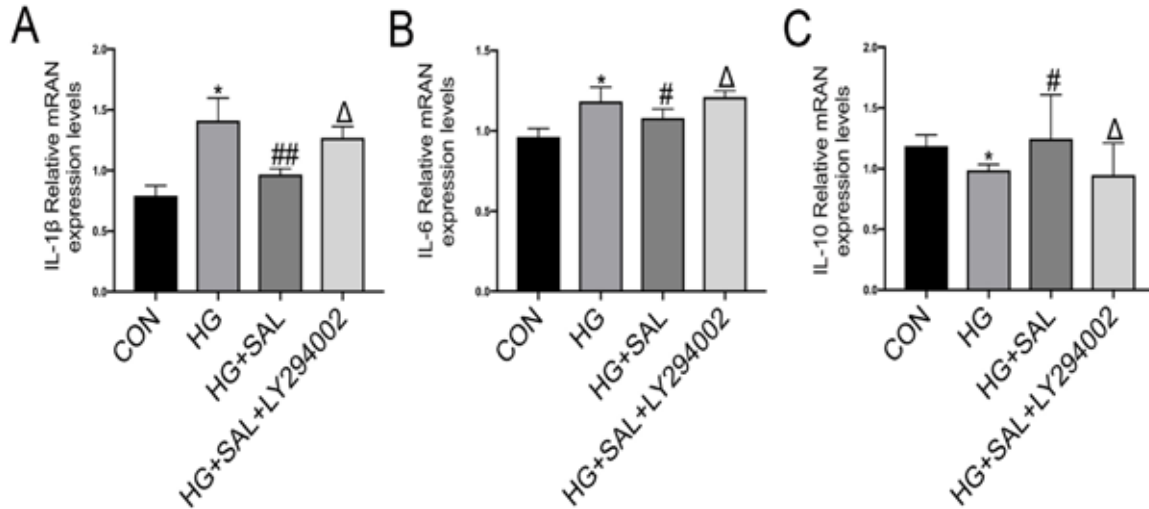 A
IL-1β Relative mRAN
expression levels
2.0
1.5
1.0
0.5
0.0
*
##
Δ
CON
HG
HG+SAL
HG+SAL+LY294002
B
IL-6 Relative mRAN
expression levels
1.5
1.0
0.5
0.0
*
#
Δ
CON
HG
HG+SAL
HG+SAL+LY294002
C
IL-10 Relative mRAN
expression levels
2.0
1.5
1.0
0.5
0.0
*
#
Δ
CON
HG
HG+SAL
HG+SAL+LY294002